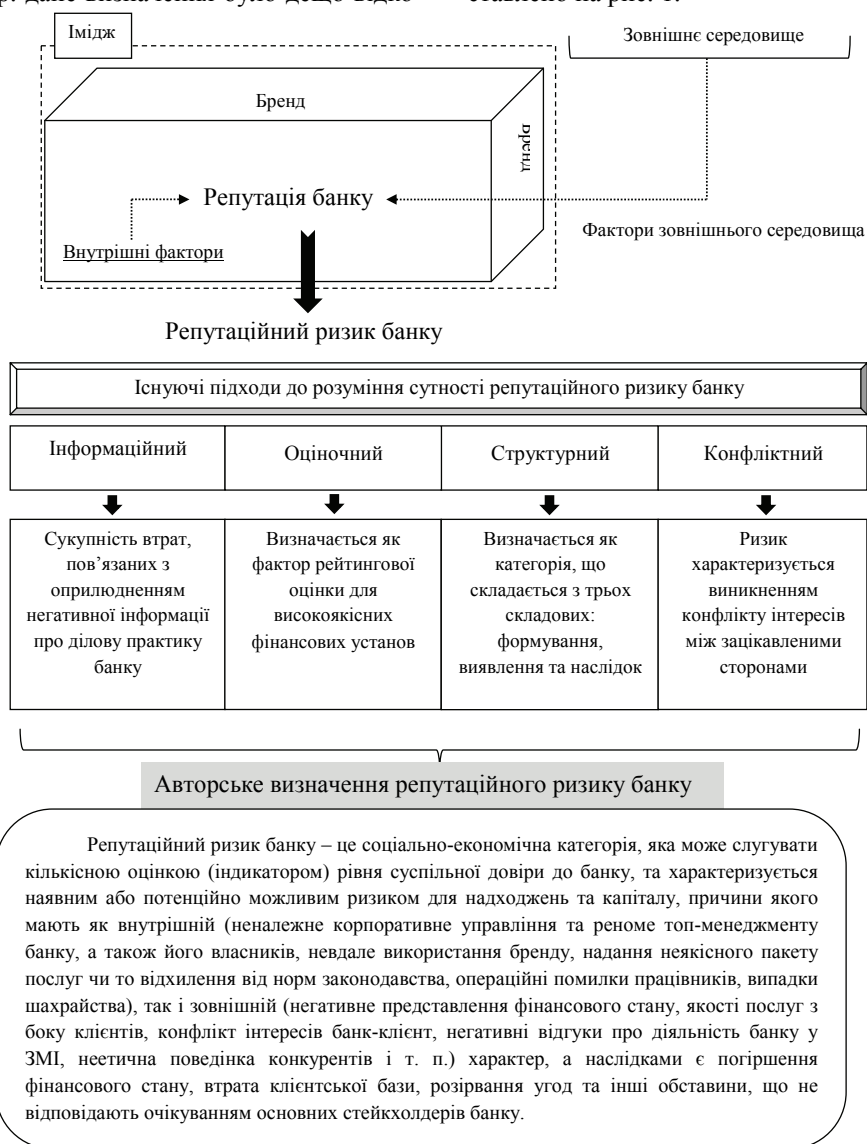 дане визначення було дещо відко-
ставлено на рис. 1.
Імідж
Зовнішнє середовище
Бренд
Бренд
Репутація банку
Фактори зовнішнього середовища
Внутрішні фактори
Репутаційний ризик банку
Існуючі підходи до розуміння сутності репутаційного ризику банку
Інформаційний
Оціночний
Структурний
Конфліктний
Сукупність втрат,
пов’язаних з
оприлюдненням
негативної інформації
про ділову практику
банку
Визначається як
фактор рейтингової
оцінки для
високоякісних
фінансових установ
Визначається як
категорія, що
складається з трьох
складових:
формування,
виявлення та наслідок
Ризик
характеризується
виникненням
конфлікту інтересів
між зацікавленими
сторонами
Авторське визначення репутаційного ризику банку
Репутаційний ризик банку – це соціально-економічна категорія, яка може слугувати
кількісною оцінкою (індикатором) рівня суспільної довіри до банку, та характеризується
наявним або потенційно можливим ризиком для надходжень та капіталу, причини якого
мають як внутрішній (неналежне корпоративне управління та реноме топ-менеджменту
банку, а також його власників, невдале використання бренду, надання неякісного пакету
послуг чи то відхилення від норм законодавства, операційні помилки працівників, випадки
шахрайства), так і зовнішній (негативне представлення фінансового стану, якості послуг з
боку клієнтів, конфлікт інтересів банк-клієнт, негативні відгуки про діяльність банку у
ЗМІ, неетична поведінка конкурентів і т. п.) характер, а наслідками є погіршення
фінансового стану, втрата клієнтської бази, розірвання угод та інші обставини, що не
відповідають очікуванням основних стейкхолдерів банку.